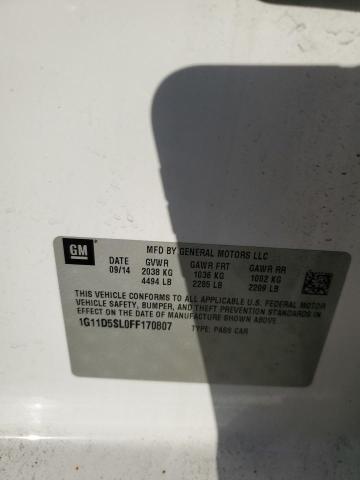 GM
MFD BY GENERAL MOTORS LLC
DATE GVWR GAWR FRT GAWR RR
09/14 2038 KG 1036 KG 1002 KG
4494 LB 2285 LB 2209 LB
THIS VEHICLE CONFORMS TO ALL APPLICABLE U.S. FEDERAL MOTOR
VEHICLE SAFETY, BUMPER, AND THEFT PREVENTION STANDARDS IN
EFFECT ON THE DATE OF MANUFACTURE SHOWN ABOVE.
1G11D5SL0FF170807 TYPE: PASS CAR